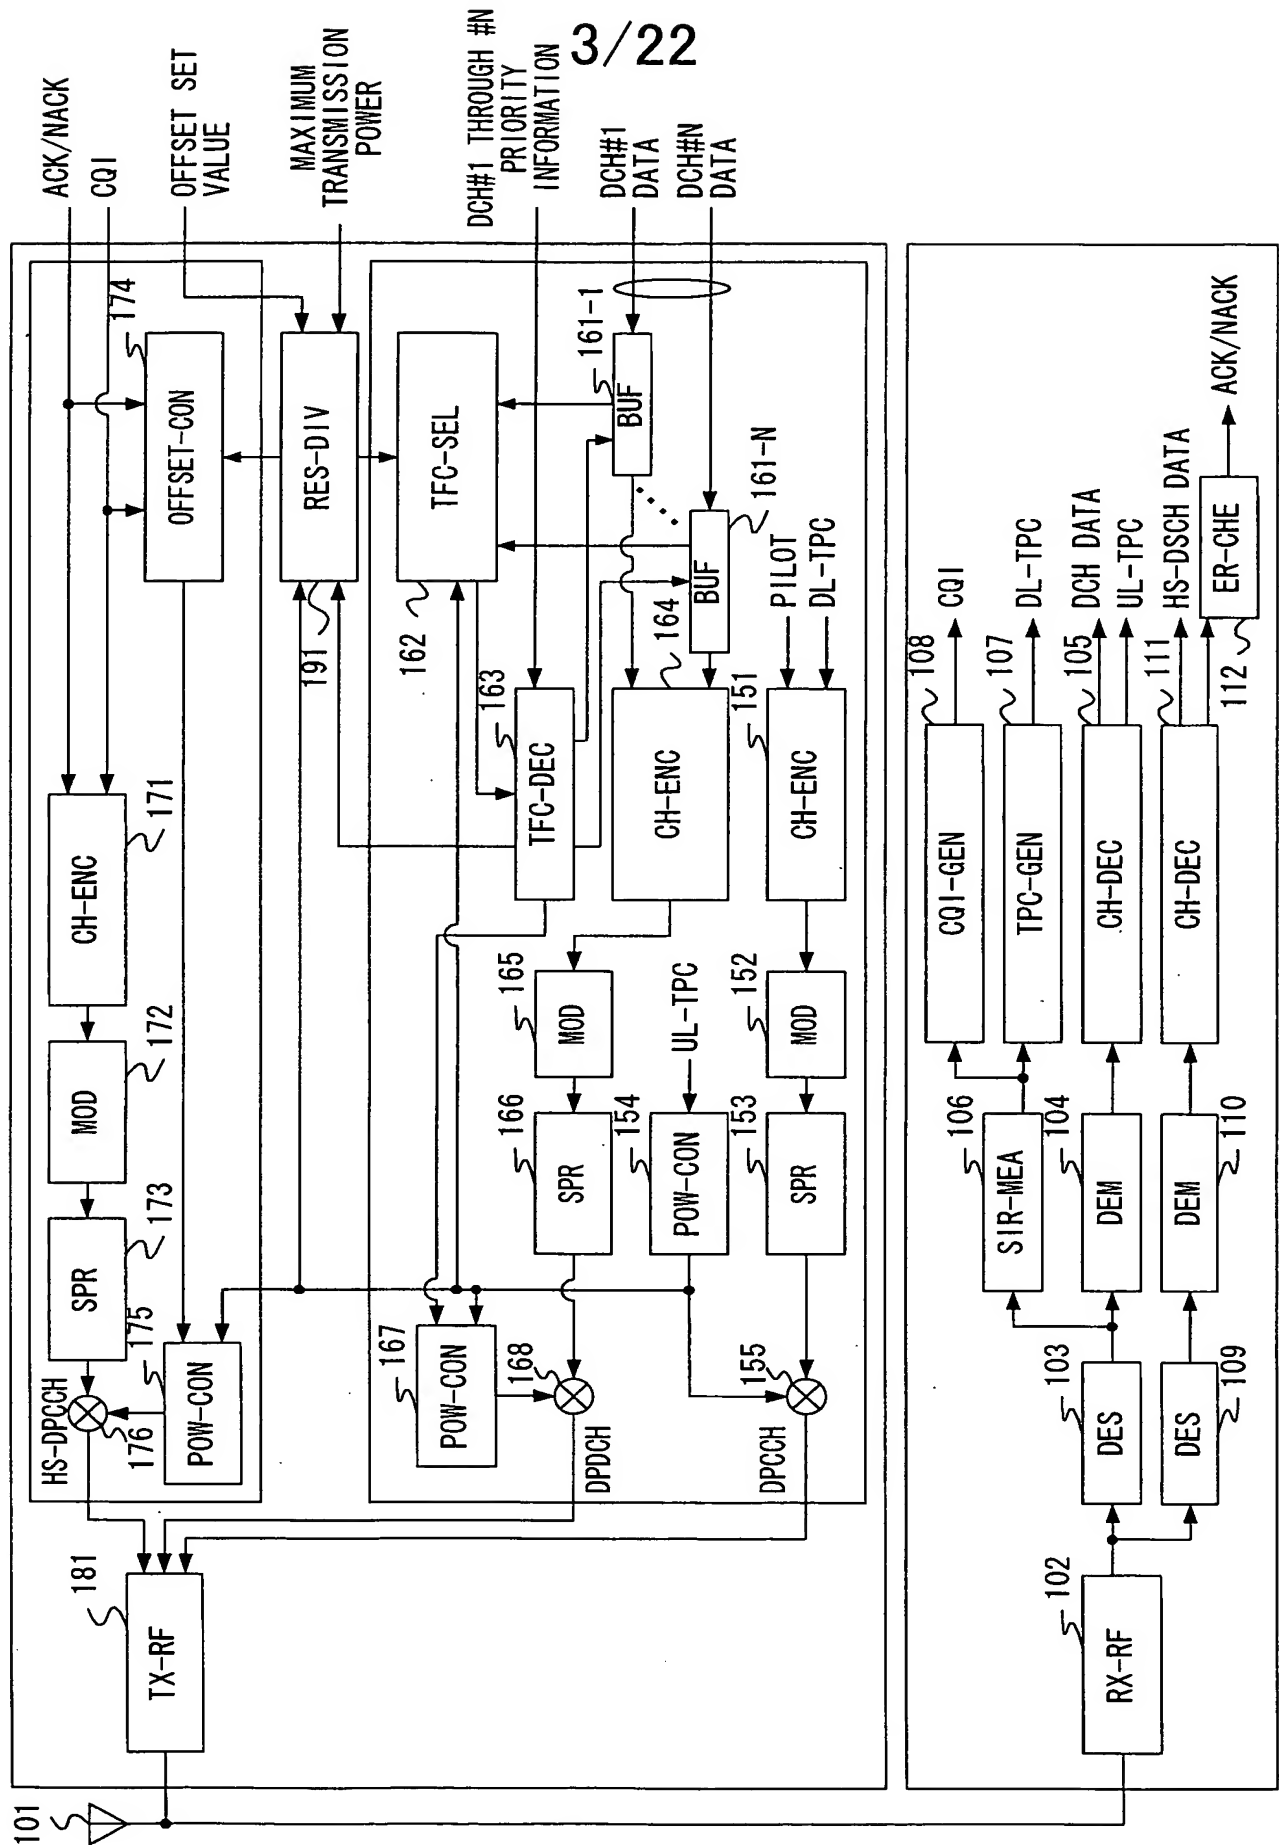 3/22
ACK/NACK
CQI
OFFSET SET
VALUE
MAXIMUM
TRANSMISSION
POWER
DCH#1 THROUGH #N
PRIORITY
INFORMATION
DCH#1
DATA
DCH#N
DATA
174
OFFSET-CON
CH-ENC
171
MOD
172
SPR
173
HS-DPCCH
176
175
POW-CON
RES-DIV
191
TFC-SEL
162
161-1
BUF
161-N
BUF
163
TFC-DEC
164
CH-ENC
PILOT
DL-TPC
151
CH-ENC
165
MOD
166
SPR
UL-TPC
154
POW-CON
152
MOD
153
SPR
167
POW-CON
168
DPDCH
155
DPCCH
181
TX-RF
101
102
RX-RF
103
DES
109
DES
106
SIR-MEA
104
DEM
110
DEM
108
CQI-GEN
CQI
107
TPC-GEN
DL-TPC
105
CH-DEC
DCH DATA
UL-TPC
111
CH-DEC
HS-DSCH DATA
112
ER-CHE
ACK/NACK